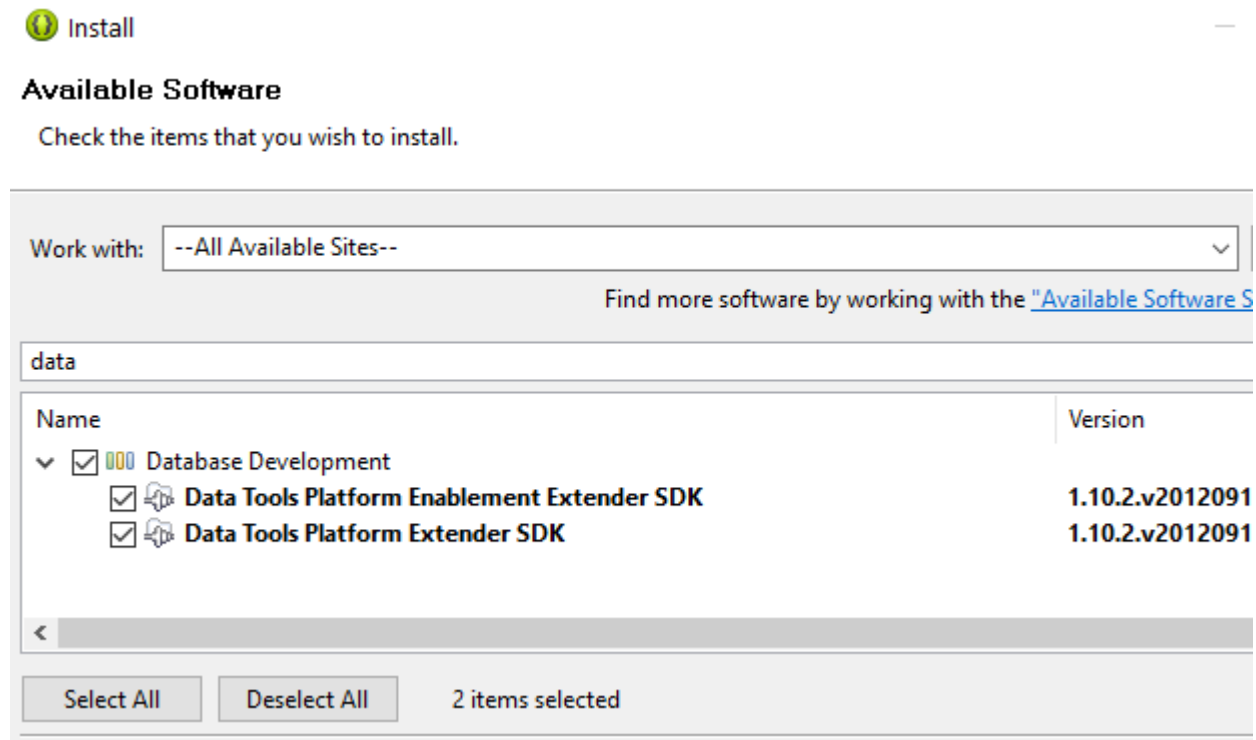 Install
Available Software
Check the items that you wish to install.
Work with: --All Available Sites--
Find more software by working with the "Available Software S
data
Name Version
Database Development
Data Tools Platform Enablement Extender SDK 1.10.2.v2012091
Data Tools Platform Extender SDK 1.10.2.v2012091
Select All Deselect All 2 items selected